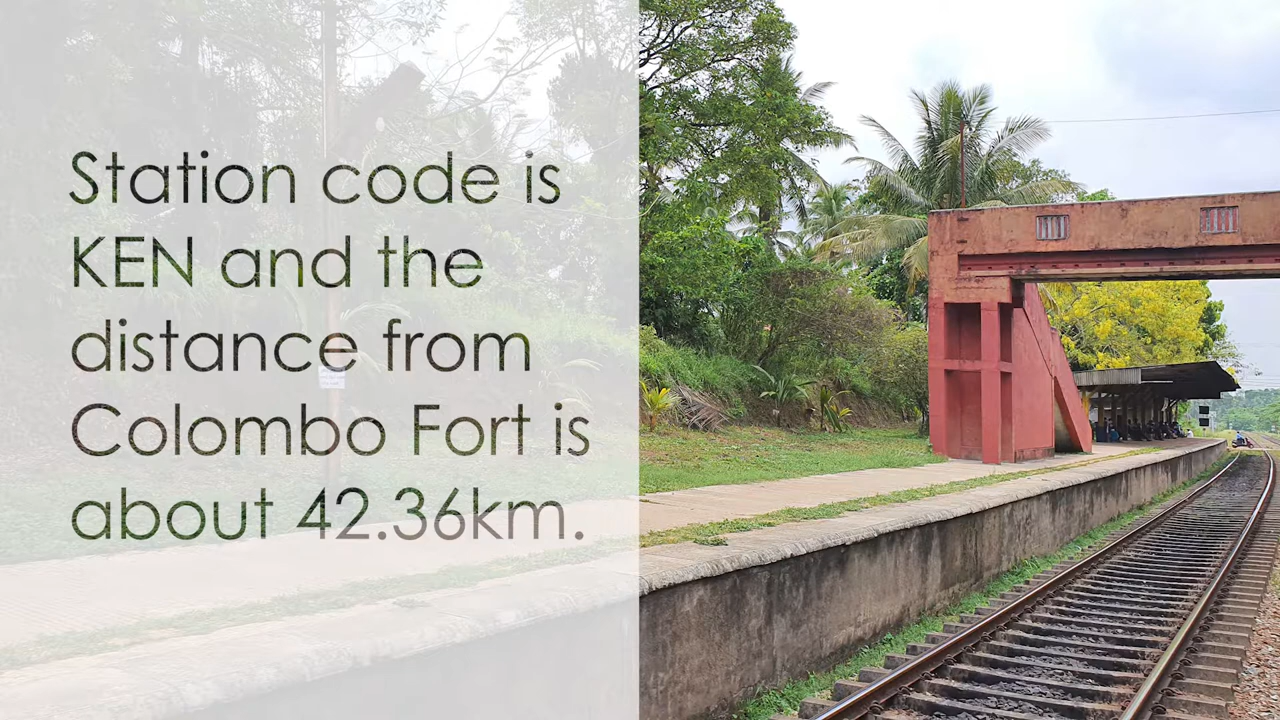 Station code is
KEN and the
distance from
Colombo Fort is
about 42.36km.